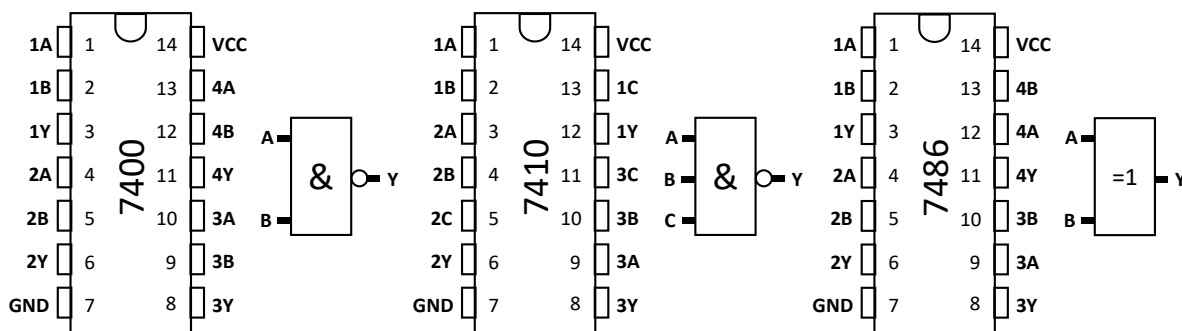 1A 1 14 VCC
1B 2 13 4A
1Y 3 12 4B
2A 4 11 4Y
2B 5 10 3A
2Y 6 9 3B
GND 7 8 3Y
7400
A
B
&
Y
1A 1 14 VCC
1B 2 13 1C
2A 3 12 1Y
2B 4 11 3C
2C 5 10 3B
2Y 6 9 3A
GND 7 8 3Y
7410
A
B
C
&
Y
1A 1 14 VCC
1B 2 13 4B
1Y 3 12 4A
2A 4 11 4Y
2B 5 10 3B
2Y 6 9 3A
GND 7 8 3Y
7486
A
B
=1
Y